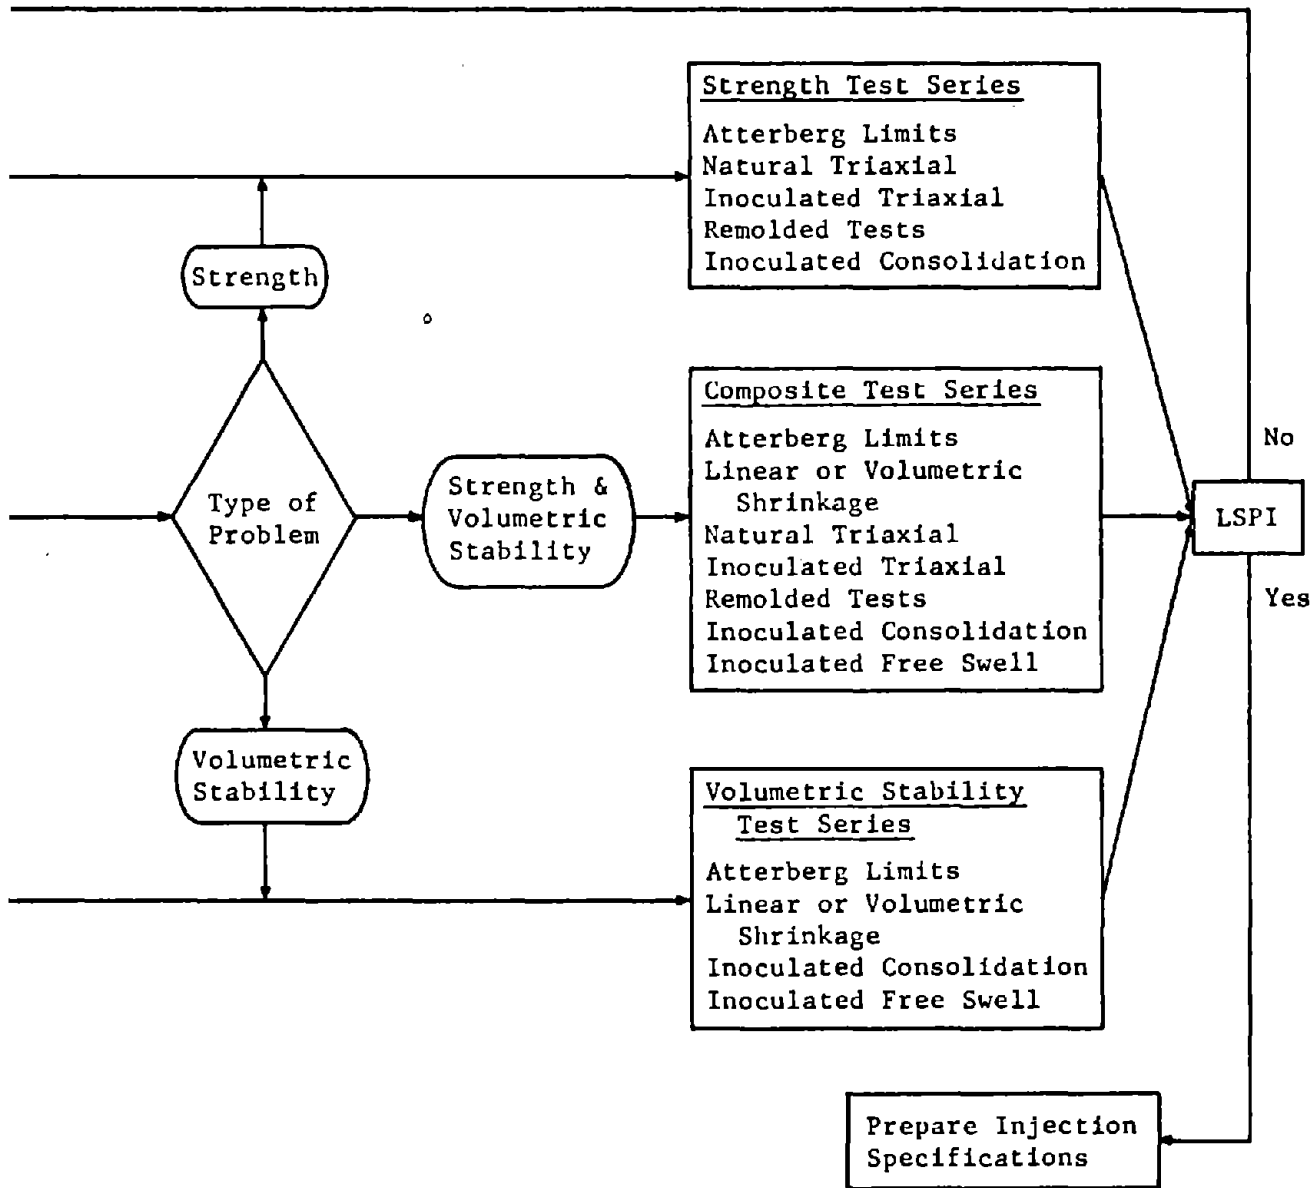 Strength Test Series
Atterberg Limits
Natural Triaxial
Inoculated Triaxial
Remolded Tests
Inoculated Consolidation
Strength
Composite Test Series
Atterberg Limits
Linear or Volumetric
Shrinkage
Natural Triaxial
Inoculated Triaxial
Remolded Tests
Inoculated Consolidation
Inoculated Free Swell
Type of
Problem
Strength &
Volumetric
Stability
No
LSPI
Yes
Volumetric
Stability
Volumetric Stability
Test Series
Atterberg Limits
Linear or Volumetric
Shrinkage
Inoculated Consolidation
Inoculated Free Swell
Prepare Injection
Specifications